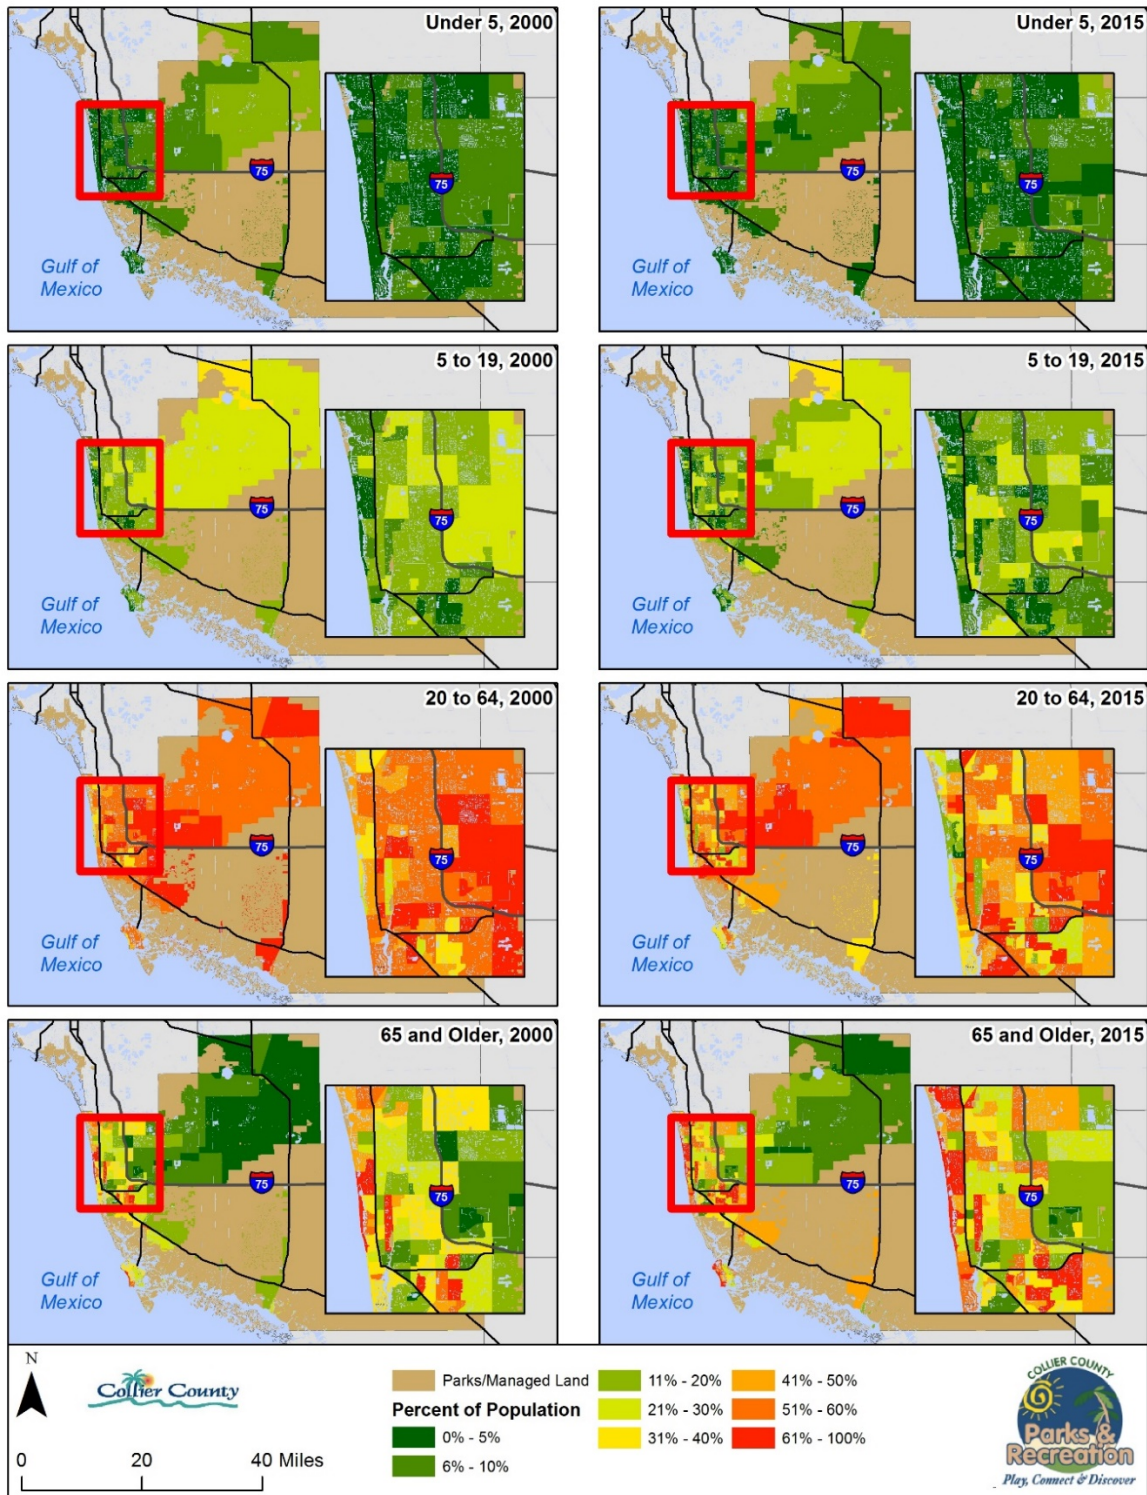 Under 5, 2000
75
Gulf of
Mexico
75
Under 5, 2015
75
Gulf of
Mexico
75
5 to 19, 2000
75
Gulf of
Mexico
75
5 to 19, 2015
75
Gulf of
Mexico
75
20 to 64, 2000
75
Gulf of
Mexico
75
20 to 64, 2015
75
Gulf of
Mexico
75
65 and Older, 2000
75
Gulf of
Mexico
75
65 and Older, 2015
75
Gulf of
Mexico
75
N
Collier County
0 20 40 Miles
Parks/Managed Land
Percent of Population
0% - 5%
6% - 10%
11% - 20%
21% - 30%
31% - 40%
41% - 50%
51% - 60%
61% - 100%
COLLIER COUNTY
Parks &
Recreation
Play, Connect & Discover